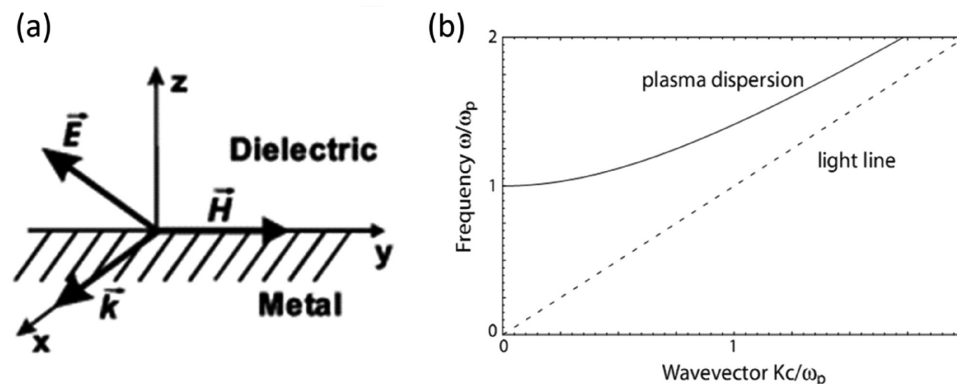 (a)
z
E
Dielectric
H
y
Metal
k
x
(b)
2
plasma dispersion
light line
1
Frequency ω/ωp
0
0
1
Wavevector Kc/ωp